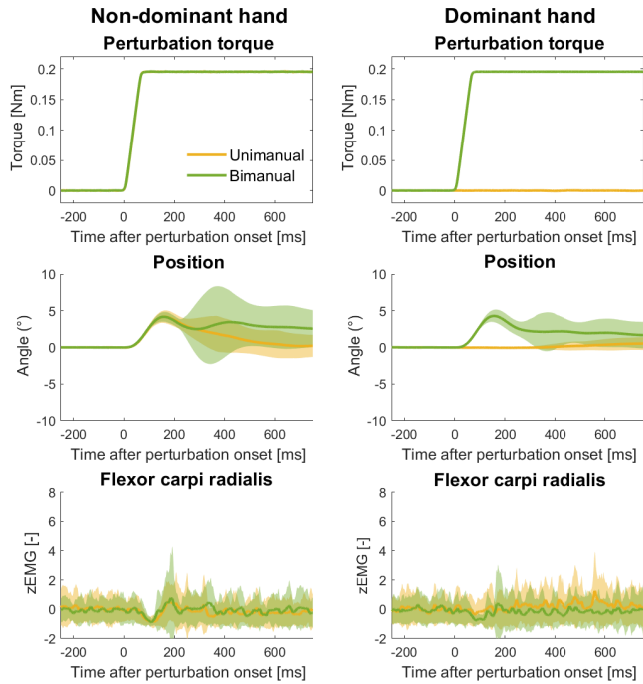 Non-dominant hand
Dominant hand
Perturbation torque
Perturbation torque
Torque [Nm]
0.2
0.15
0.1
0.05
0
Unimanual
Bimanual
-200 0 200 400 600
Time after perturbation onset [ms]
Torque [Nm]
0.2
0.15
0.1
0.05
0
-200 0 200 400 600
Time after perturbation onset [ms]
Position
Position
Angle (°)
10
5
0
-5
-10
-200 0 200 400 600
Time after perturbation onset [ms]
Angle (°)
10
5
0
-5
-10
-200 0 200 400 600
Time after perturbation onset [ms]
Flexor carpi radialis
Flexor carpi radialis
zEMG [-]
8
6
4
2
0
-2
-200 0 200 400 600
Time after perturbation onset [ms]
zEMG [-]
8
6
4
2
0
-2
-200 0 200 400 600
Time after perturbation onset [ms]